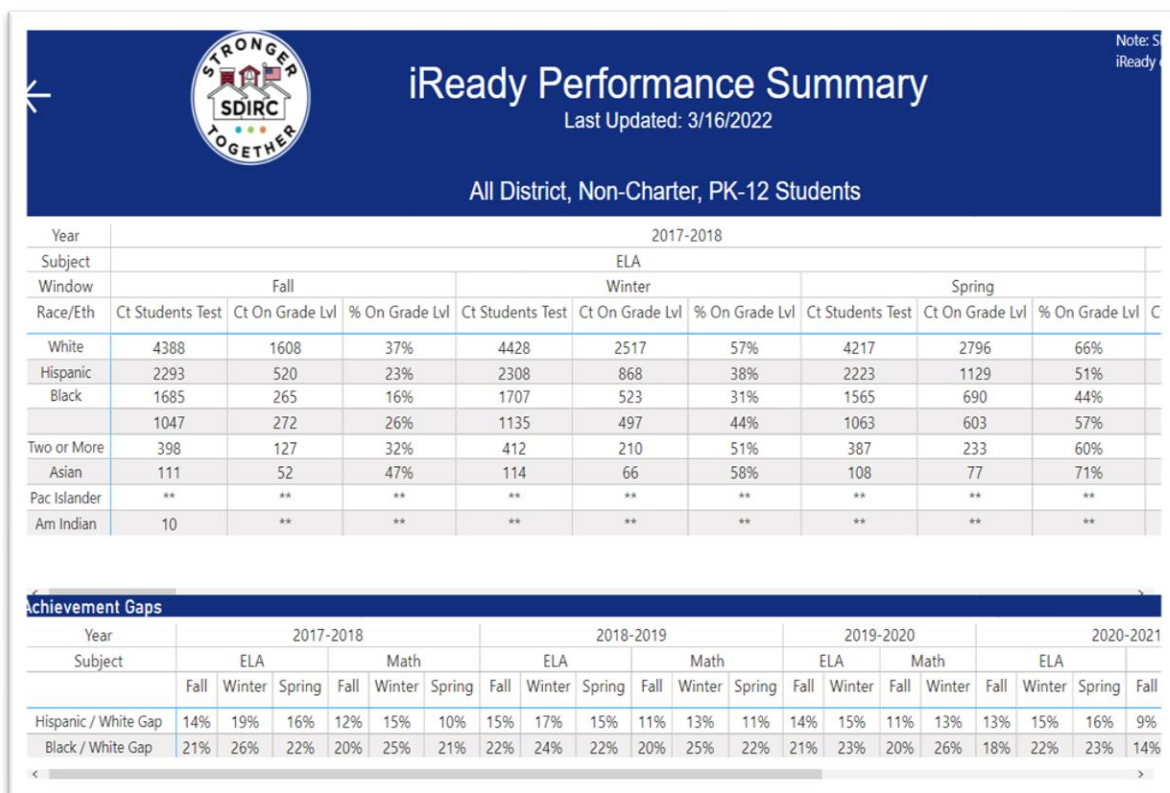 STRONGER
SDIRC
TOGETHER
iReady Performance Summary
Last Updated: 3/16/2022
All District, Non-Charter, PK-12 Students
Note:
iReady
Year 2017-2018
Subject ELA
Window Fall Winter Spring
Race/Eth Ct Students Test Ct On Grade Lvl % On Grade Lvl Ct Students Test Ct On Grade Lvl % On Grade Lvl Ct Students Test Ct On Grade Lvl % On Grade Lvl C
White 4388 1608 37% 4428 2517 57% 4217 2796 66%
Hispanic 2293 520 23% 2308 868 38% 2223 1129 51%
Black 1685 265 16% 1707 523 31% 1565 690 44%
1047 272 26% 1135 497 44% 1063 603 57%
Two or More 398 127 32% 412 210 51% 387 233 60%
Asian 111 52 47% 114 66 58% 108 77 71%
Pac Islander ** ** ** ** ** ** ** ** **
Am Indian 10 ** ** ** ** ** ** ** **
Achievement Gaps
Year 2017-2018 2018-2019 2019-2020 2020-2021
Subject ELA Math ELA Math ELA Math ELA
Fall Winter Spring Fall Winter Spring Fall Winter Spring Fall Winter Spring Fall Winter Fall Winter Fall Winter Spring Fall
Hispanic / White Gap 14% 19% 16% 12% 15% 10% 15% 17% 15% 11% 13% 11% 14% 15% 11% 13% 13% 15% 16% 9%
Black / White Gap 21% 26% 22% 20% 25% 21% 22% 24% 22% 20% 25% 22% 21% 23% 20% 26% 18% 22% 23% 14%